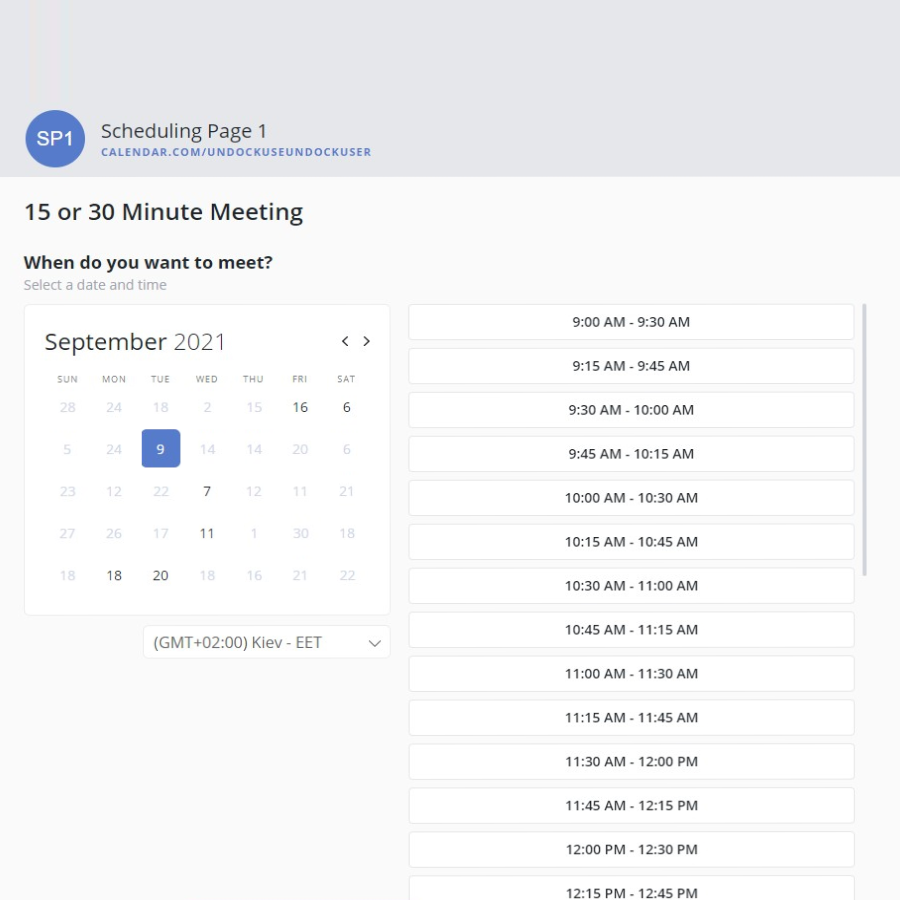 SP1
Scheduling Page 1
CALENDAR.COM/UNDOCKUSEUNDOCKUSER
15 or 30 Minute Meeting
When do you want to meet?
Select a date and time
September 2021
SUN MON TUE WED THU FRI SAT
28 24 18 2 15 16 6
5 24 9 14 14 20 6
23 12 22 7 12 11 21
27 26 17 11 1 30 18
18 18 20 18 16 21 22
(GMT+02:00) Kiev - EET
9:00 AM - 9:30 AM
9:15 AM - 9:45 AM
9:30 AM - 10:00 AM
9:45 AM - 10:15 AM
10:00 AM - 10:30 AM
10:15 AM - 10:45 AM
10:30 AM - 11:00 AM
10:45 AM - 11:15 AM
11:00 AM - 11:30 AM
11:15 AM - 11:45 AM
11:30 AM - 12:00 PM
11:45 AM - 12:15 PM
12:00 PM - 12:30 PM
12:15 PM - 12:45 PM